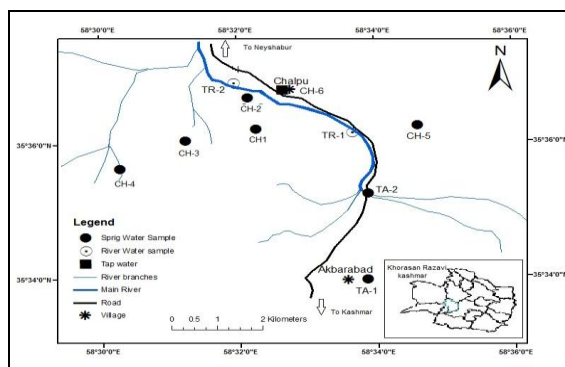 58°30'0"E 58°32'0"E 58°34'0"E 58°36'0"E
To Neyshabur
N
TR-2
Chalpu
CH-6
CH-2
CH1
TR-1
CH-5
35°36'0"N
35°36'0"N
CH-3
CH-4
TA-2
Legend
Sprig Water Sample
River Water sample
Tap water
River branches
Main River
Road
Village
Akbarabad
TA-1
35°34'0"N
35°34'0"N
Khorasan Razavi
kashmar
0 0.5 1 2 Kilometers
To Kashmar
58°30'0"E 58°32'0"E 58°34'0"E 58°36'0"E